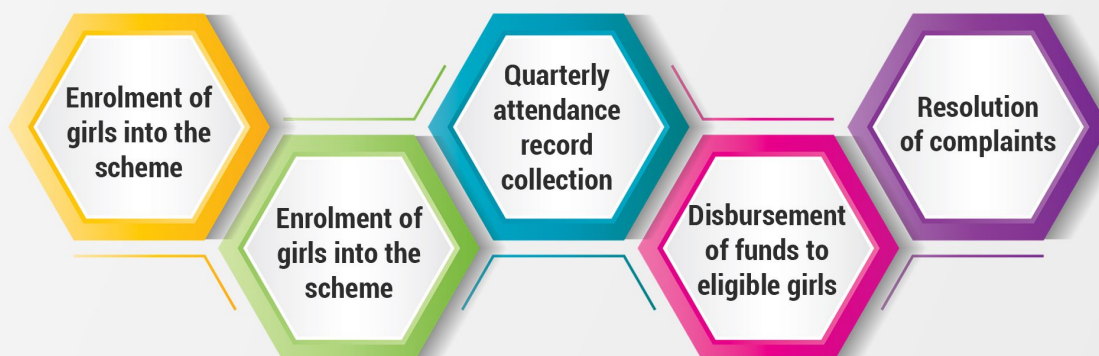 Enrolment of
girls into the
scheme
Enrolment of
girls into the
scheme
Quarterly
attendance
record
collection
Disbursement
of funds to
eligible girls
Resolution
of complaints